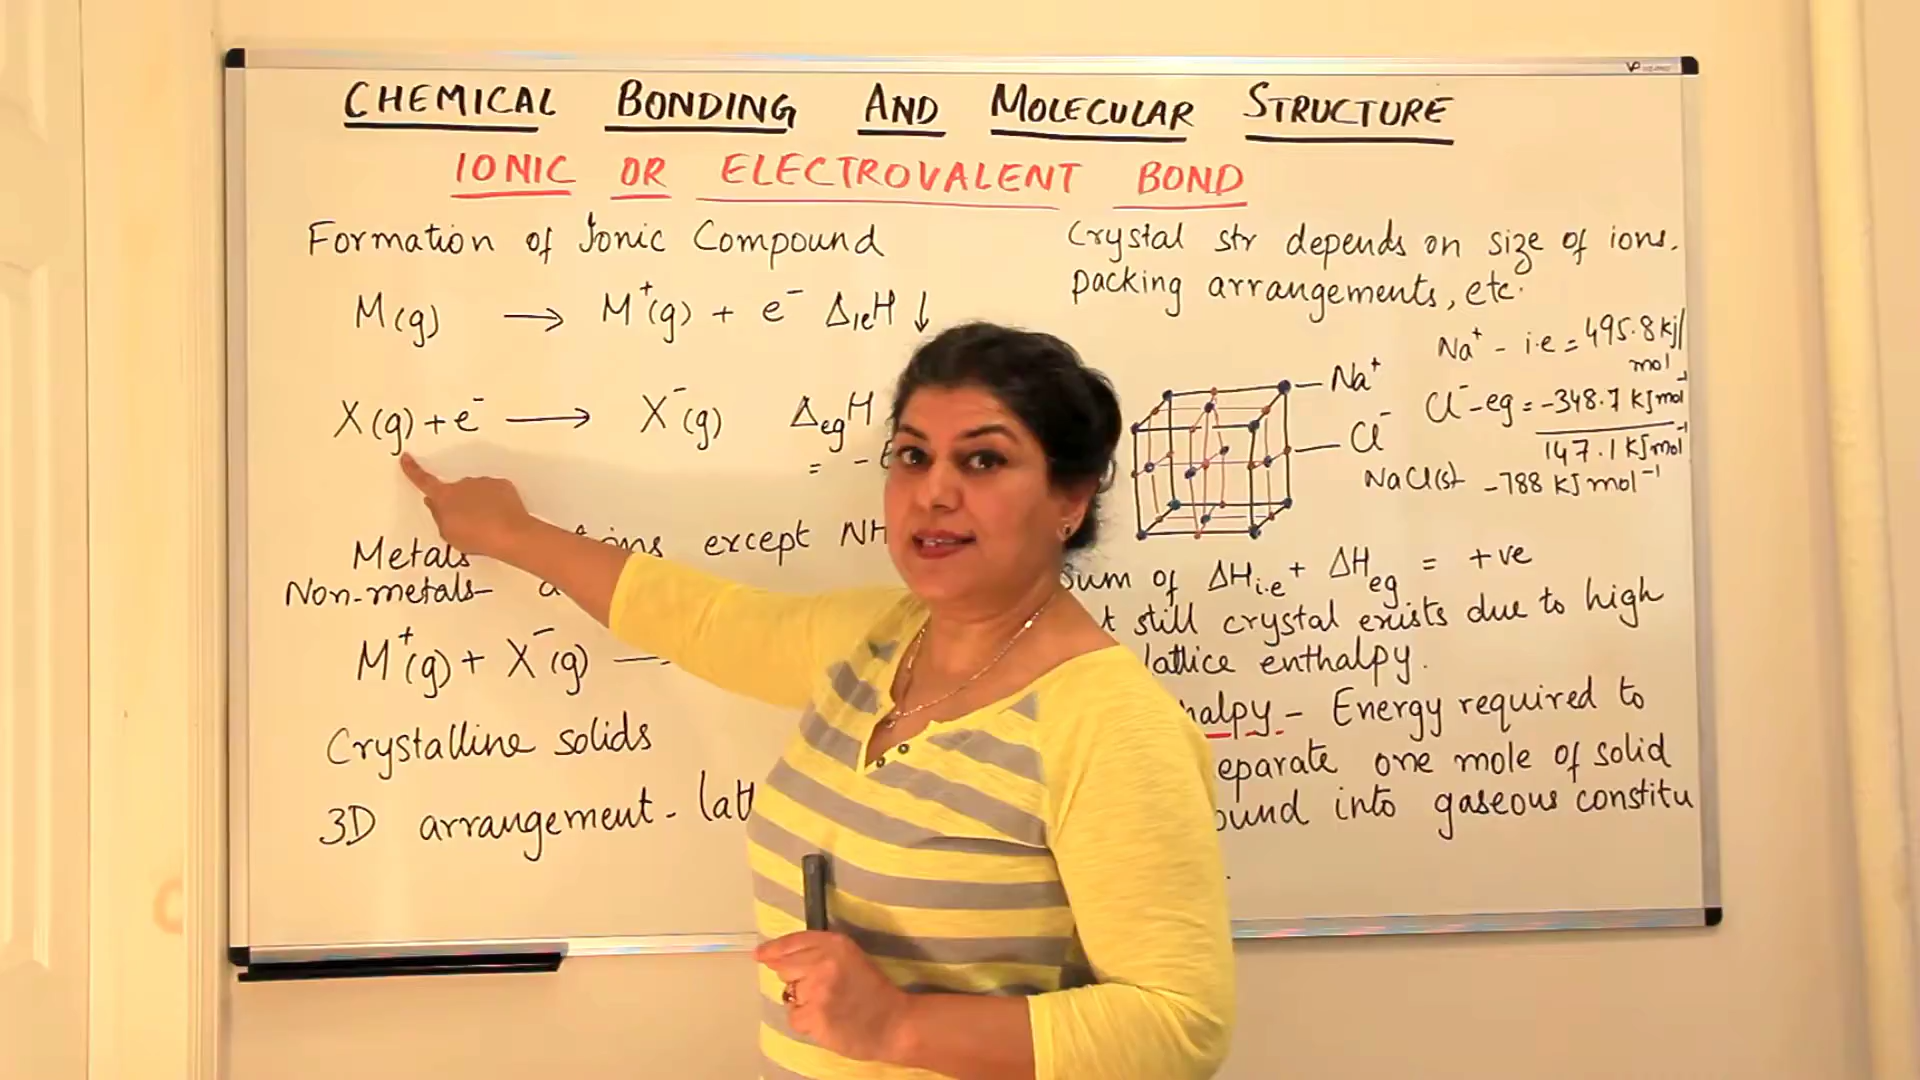 CHEMICAL BONDING AND MOLECULAR STRUCTURE
IONIC OR ELECTROVALENT BOND
Formation of Ionic Compound
M(g) → M⁺(g) + e⁻ ΔieH ↓
X(g) + e⁻ → X⁻(g) ΔegH
= -
Metals except NH
Non-metals-
M⁺(g) + X⁻(g) —
Crystalline solids
3D arrangement - latt
Crystal str depends on size of ions.
packing arrangements, etc.
Na⁺ - i.e = 495.8 kj/
mol
Na⁺
Cl⁻ - eg = -348.7 KJ mol⁻¹
Cl⁻
147.1 KJ mol⁻¹
NaCl(s) -788 KJ mol⁻¹
sum of ΔHi.e + ΔHeg = +ve
still crystal exists due to high
lattice enthalpy.
halpy - Energy required to
eparate one mole of solid
ound into gaseous constitu